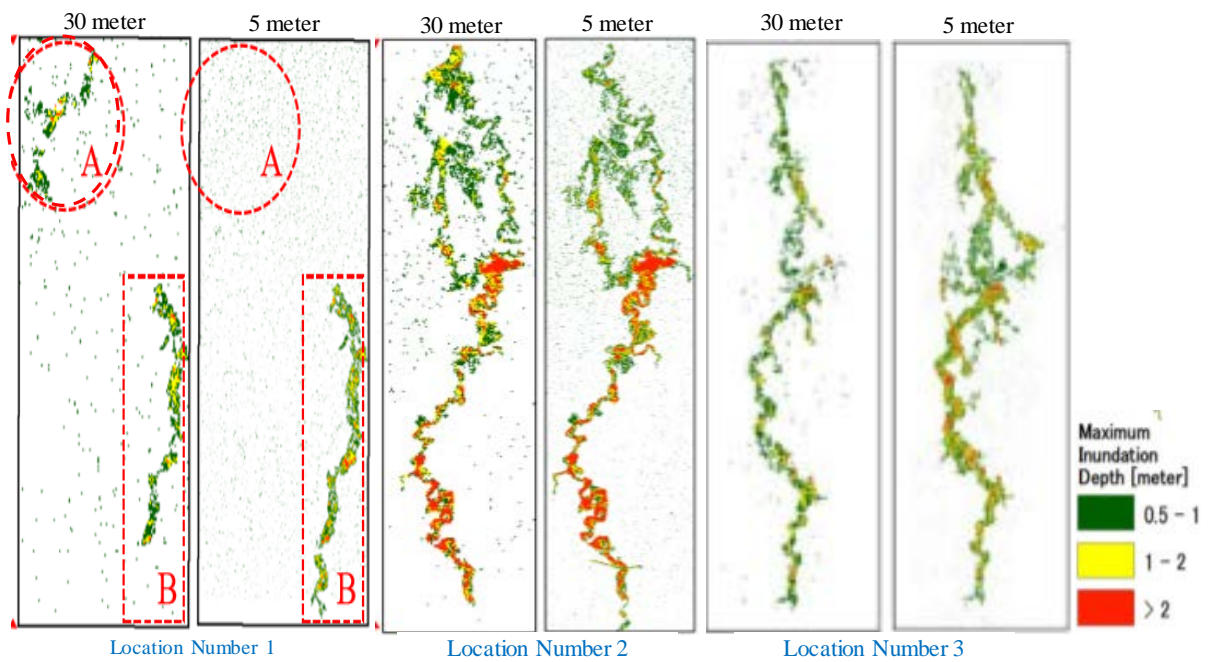 30 meter
5 meter
30 meter
5 meter
30 meter
5 meter
A
A
B
B
Maximum
Inundation
Depth [meter]
0.5 - 1
1 - 2
> 2
Location Number 1
Location Number 2
Location Number 3